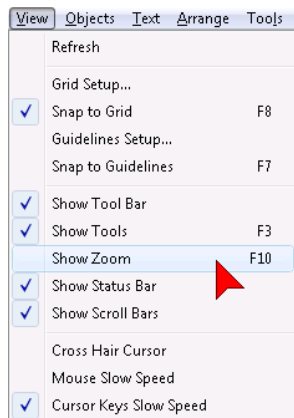 View Objects Text Arrange Tools
Refresh
Grid Setup...
Snap to Grid F8
Guidelines Setup...
Snap to Guidelines F7
Show Tool Bar
Show Tools F3
Show Zoom F10
Show Status Bar
Show Scroll Bars
Cross Hair Cursor
Mouse Slow Speed
Cursor Keys Slow Speed